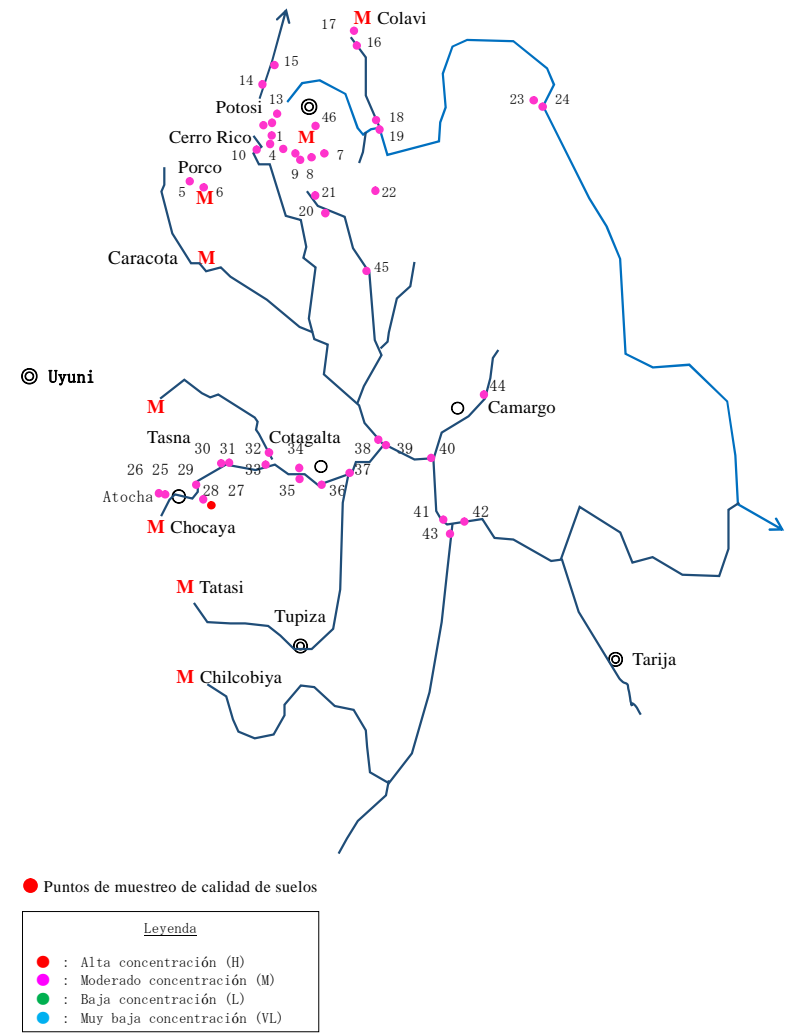 17 M Colavi
16
15
14
Potosi 13
46
18
23 24
Cerro Rico 1 M
19
10 4 7
9 8
Porco
5 6
M
21
22
20
Caracota M
45
Uyuni
44
M
Camargo
Tasna Cotagalta
30 31 32 34 38 39 40
33
26 25 29 37
Atocha 28 27 35 36
M Chocaya
41 42
43
M Tatasi
Tupiza
Tarija
M Chilcobiya
Puntos de muestreo de calidad de suelos
Leyenda
: Alta concentración (H)
: Moderado concentración (M)
: Baja concentración (L)
: Muy baja concentración (VL)